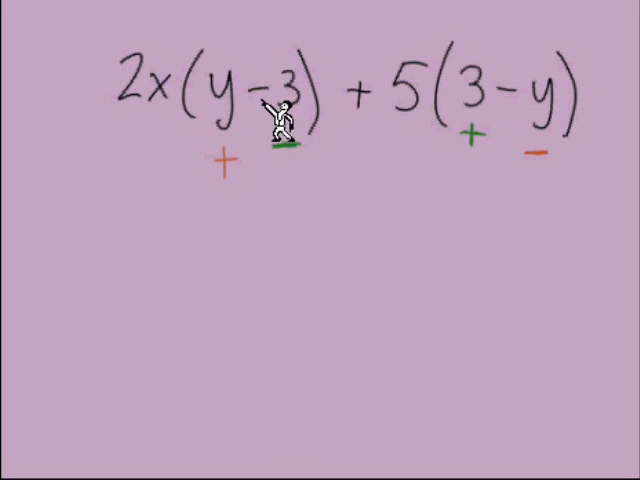 2x(y-3) + 5(3-y)
+ - + -